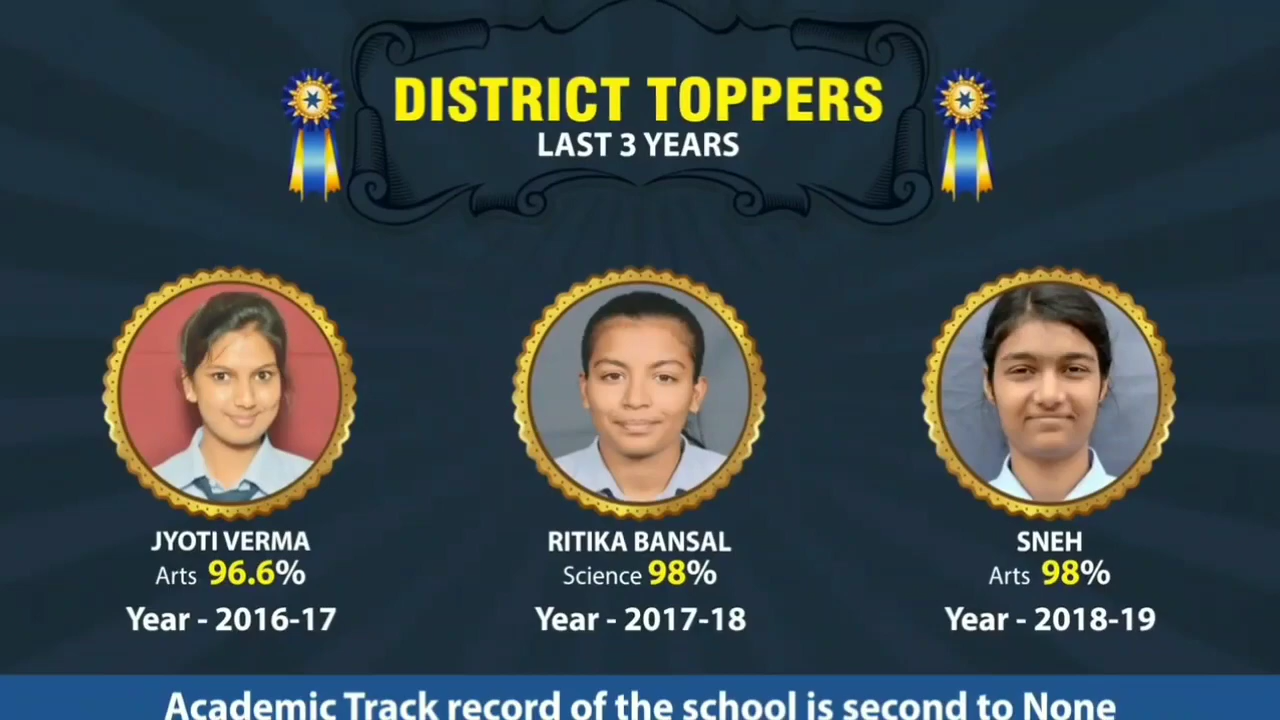 DISTRICT TOPPERS
LAST 3 YEARS
JYOTI VERMA
Arts 96.6%
Year - 2016-17
RITIKA BANSAL
Science 98%
Year - 2017-18
SNEH
Arts 98%
Year - 2018-19
Academic Track record of the school is second to None